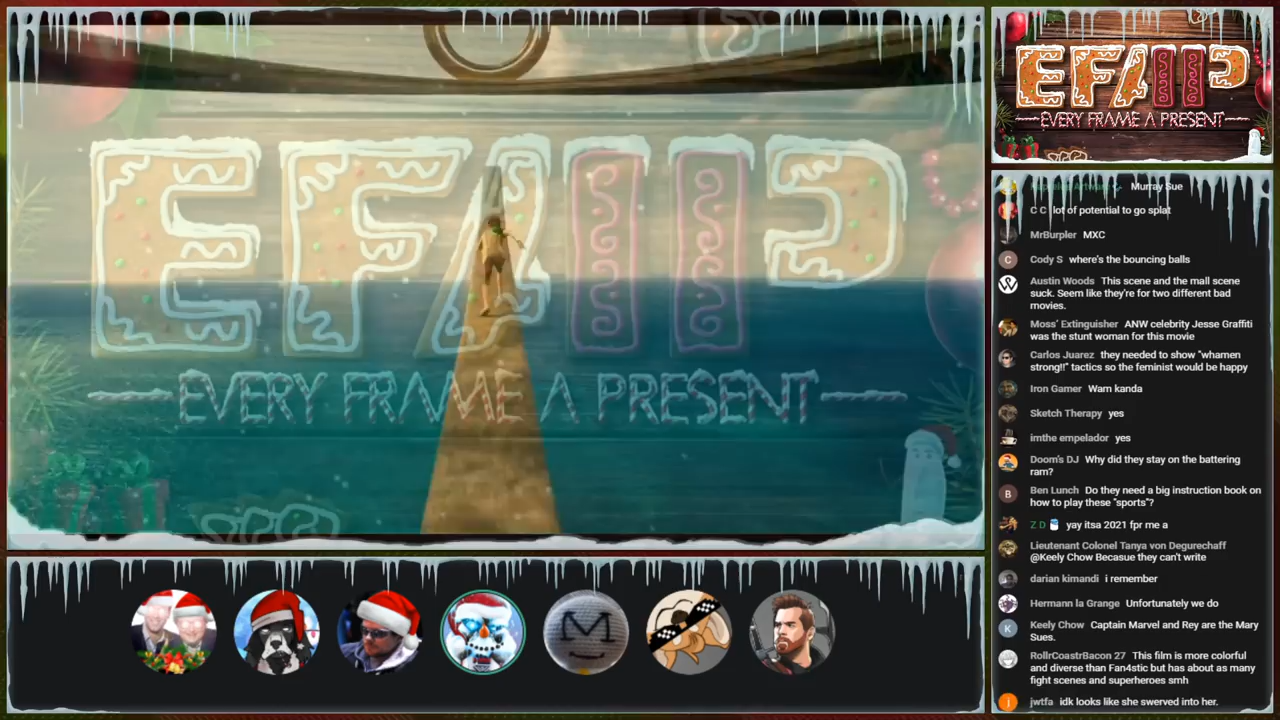 EFAIIP
EVERY FRAME A PRESENT
EFAIIP
EVERY FRAME A PRESENT
Murray Sue
C C lot of potential to go splat
MrBurpler MXC
Cody S where's the bouncing balls
Austin Woods This scene and the mall scene
suck. Seem like they're for two different bad
movies.
Moss' Extinguisher ANW celebrity Jesse Graffiti
was the stunt woman for this movie
Carlos Juarez they needed to show "whamen
strong!!" tactics so the feminist would be happy
Iron Gamer Warn kanda
Sketch Therapy yes
imthe empelador yes
Doom's DJ Why did they stay on the battering
ram?
Ben Lunch Do they need a big instruction book on
how to play these "sports"?
Z D yay itsa 2021 fpr me a
Lieutenant Colonel Tanya von Degurechaff
@Keely Chow Becasue they can't write
darian kimandi i remember
Hermann la Grange Unfortunately we do
Keely Chow Captain Marvel and Rey are the Mary
Sues.
RollrCoastrBacon 27 This film is more colorful
and diverse than Fan4stic but has about as many
fight scenes and superheroes smh
jwtfa idk looks like she swerved into her.
M